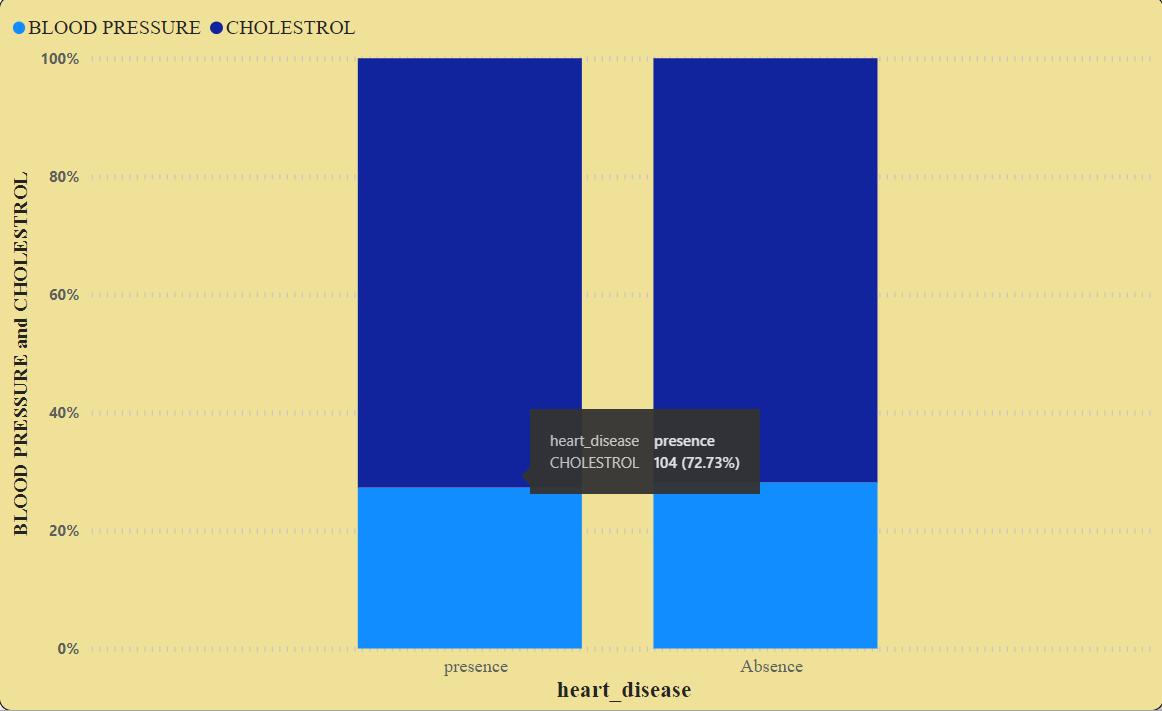 BLOOD PRESSURE CHOLESTROL
100%
80%
60%
40%
20%
0%
BLOOD PRESSURE and CHOLESTROL
heart_disease presence
CHOLESTROL 104 (72.73%)
presence Absence
heart_disease